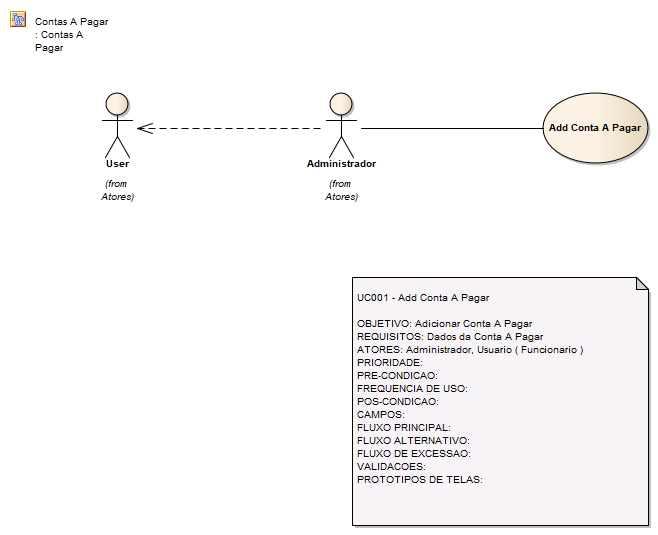 Contas A Pagar
: Contas A
Pagar
User
(from
Atores)
Administrador
(from
Atores)
Add Conta A Pagar
UC001 - Add Conta A Pagar
OBJETIVO: Adicionar Conta A Pagar
REQUISITOS: Dados da Conta A Pagar
ATORES: Administrador, Usuario ( Funcionario )
PRIORIDADE:
PRE-CONDICAO:
FREQUENCIA DE USO:
POS-CONDICAO:
CAMPOS:
FLUXO PRINCIPAL:
FLUXO ALTERNATIVO:
FLUXO DE EXCESSAO:
VALIDACOES:
PROTOTIPOS DE TELAS: